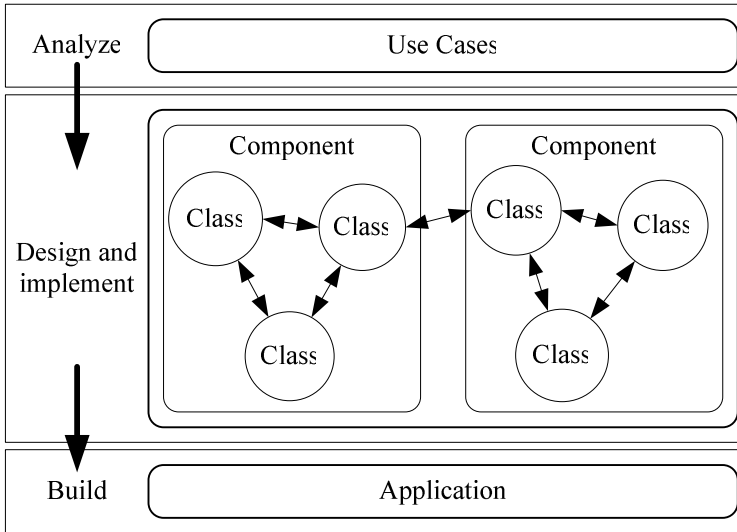 Analyze
Use Cases
Component
Component
Class
Class
Class
Class
Design and
implement
Class
Class
Build
Application